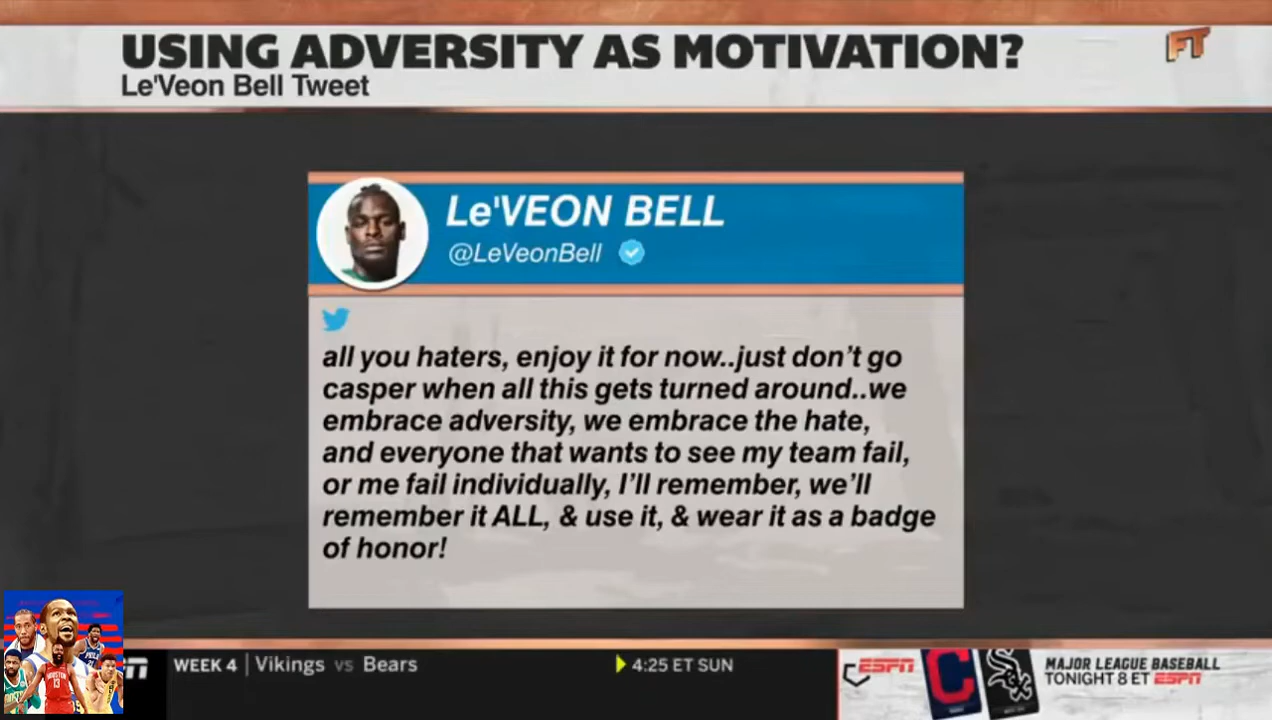 USING ADVERSITY AS MOTIVATION?
FT
Le'Veon Bell Tweet
Le'VEON BELL
@LeVeonBell
all you haters, enjoy it for now..just don't go
casper when all this gets turned around..we
embrace adversity, we embrace the hate,
and everyone that wants to see my team fail,
or me fail individually, I'll remember, we'll
remember it ALL, & use it, & wear it as a badge
of honor!
WEEK 4 | Vikings vs Bears
4:25 ET SUN
ESPN
MAJOR LEAGUE BASEBALL
TONIGHT 8 ET ESPN